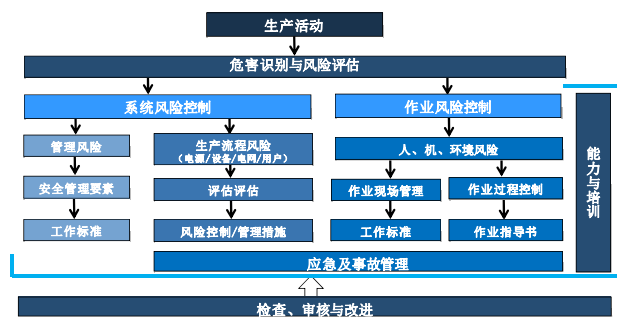 生产活动
危害识别与风险评估
系统风险控制
作业风险控制
管理风险
生产流程风险
（电源/设备/电网/用户）
人、机、环境风险
安全管理要素
评估评估
作业现场管理
作业过程控制
工作标准
风险控制/管理措施
工作标准
作业指导书
应急及事故管理
能力与培训
检查、审核与改进